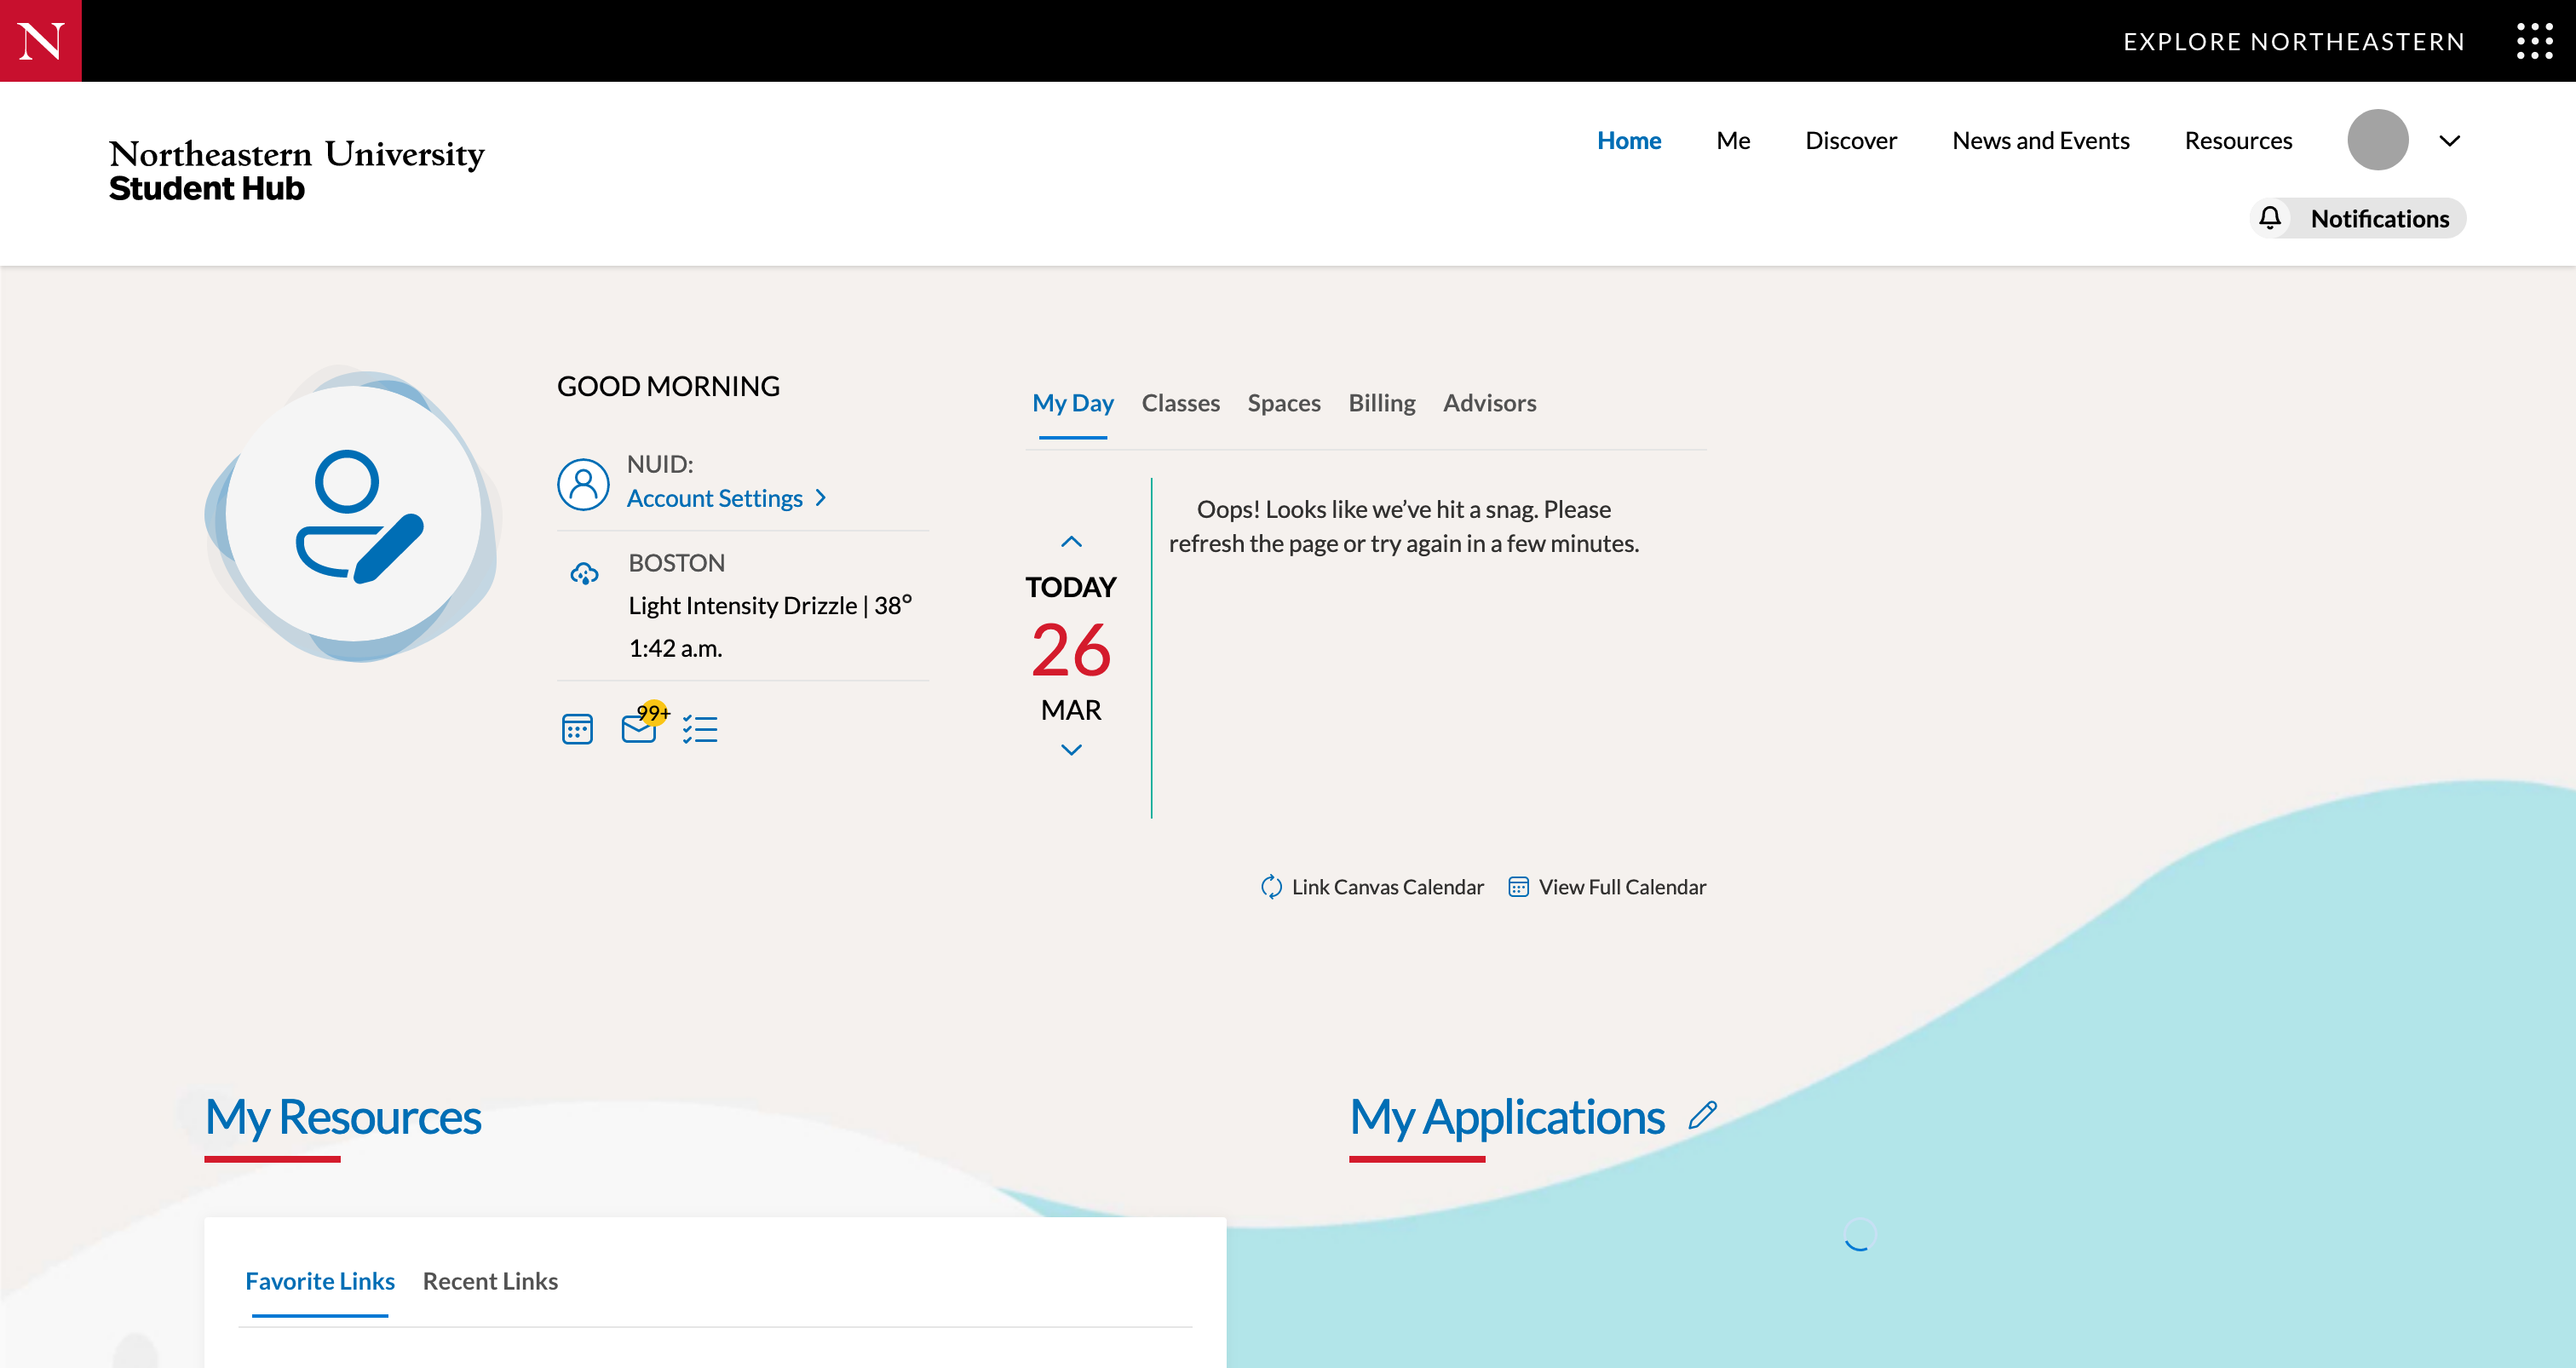 N
EXPLORE NORTHEASTERN
Northeastern University
Student Hub
Home Me Discover News and Events Resources
Notifications
GOOD MORNING
NUID:
Account Settings
BOSTON
Light Intensity Drizzle | 38°
1:42 a.m.
99+
My Day Classes Spaces Billing Advisors
TODAY
26
MAR
Oops! Looks like we’ve hit a snag. Please
refresh the page or try again in a few minutes.
Link Canvas Calendar View Full Calendar
My Resources
Favorite Links Recent Links
My Applications